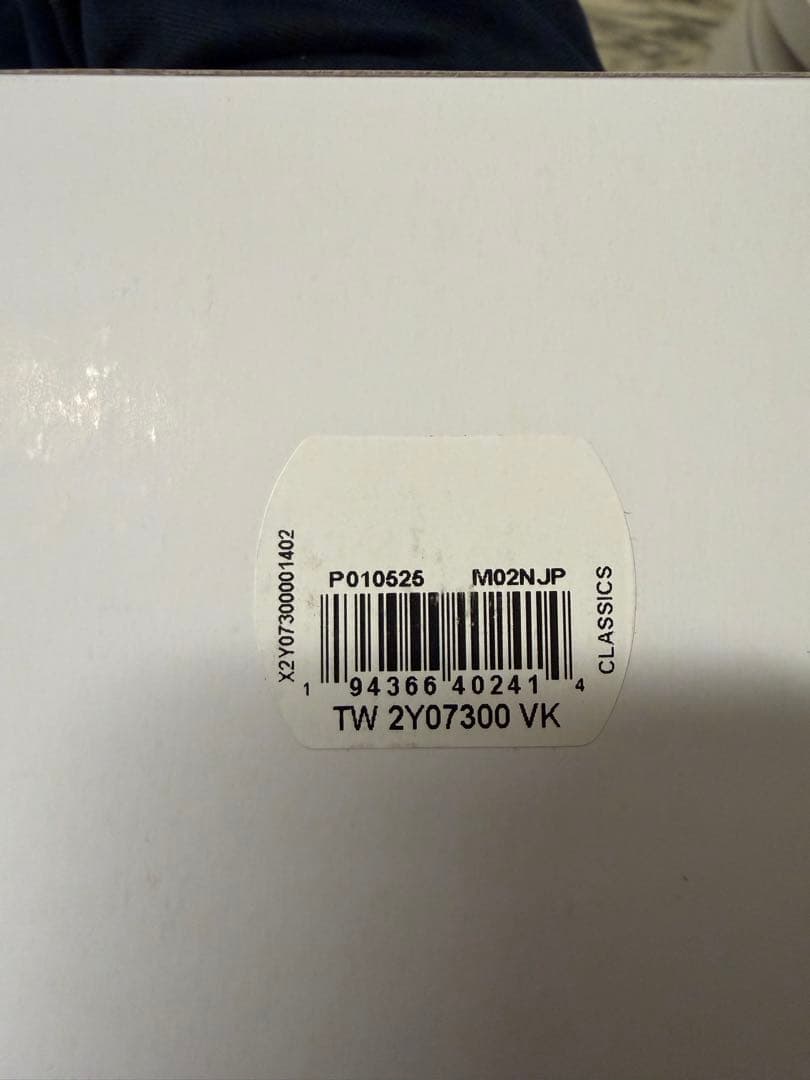 X2Y07300001402
P010525 M02NJP
CLASSICS
1 94366 40241 4
TW 2Y07300 VK